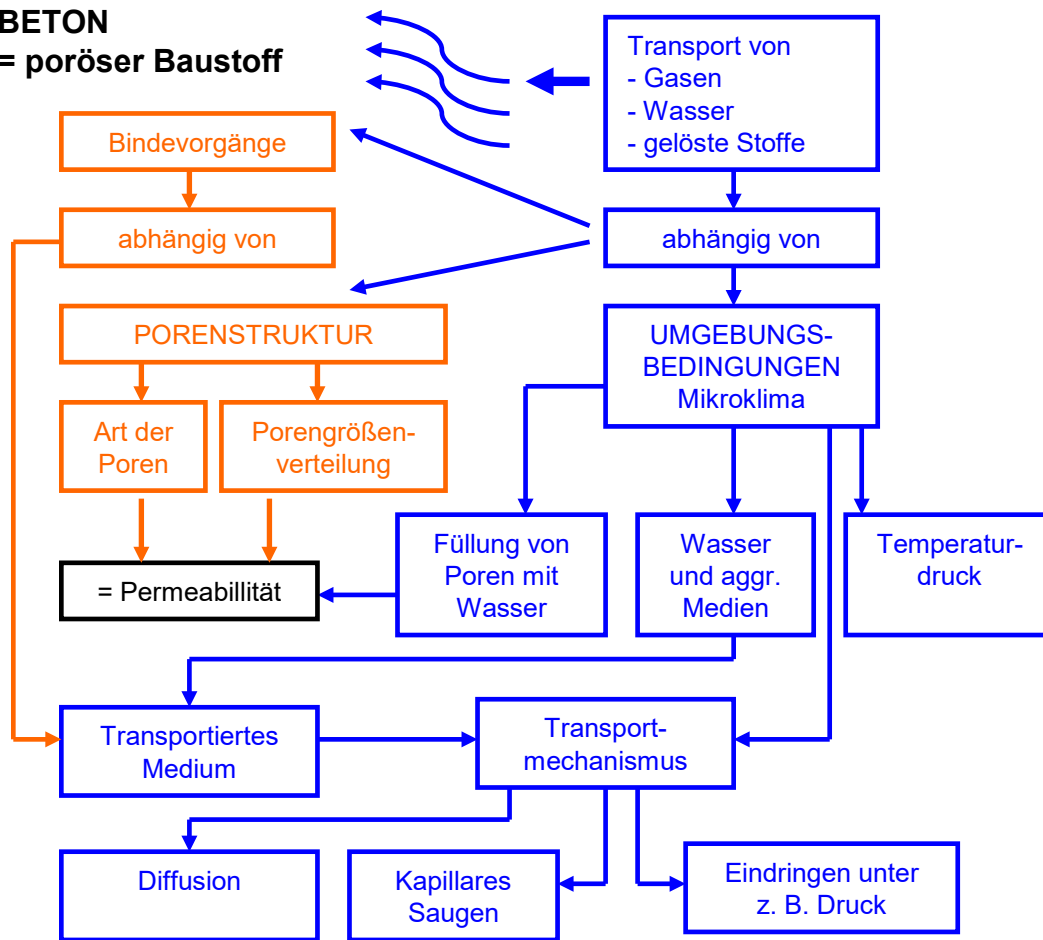 BETON
= poröser Baustoff
Transport von
- Gasen
- Wasser
- gelöste Stoffe
Bindevorgänge
abhängig von
abhängig von
PORENSTRUKTUR
UMGEBUNGS-
BEDINGUNGEN
Mikroklima
Art der
Poren
Porengrößen-
verteilung
Füllung von
Poren mit
Wasser
Wasser
und aggr.
Medien
Temperatur-
druck
= Permeabillität
Transportiertes
Medium
Transport-
mechanismus
Diffusion
Kapillares
Saugen
Eindringen unter
z. B. Druck